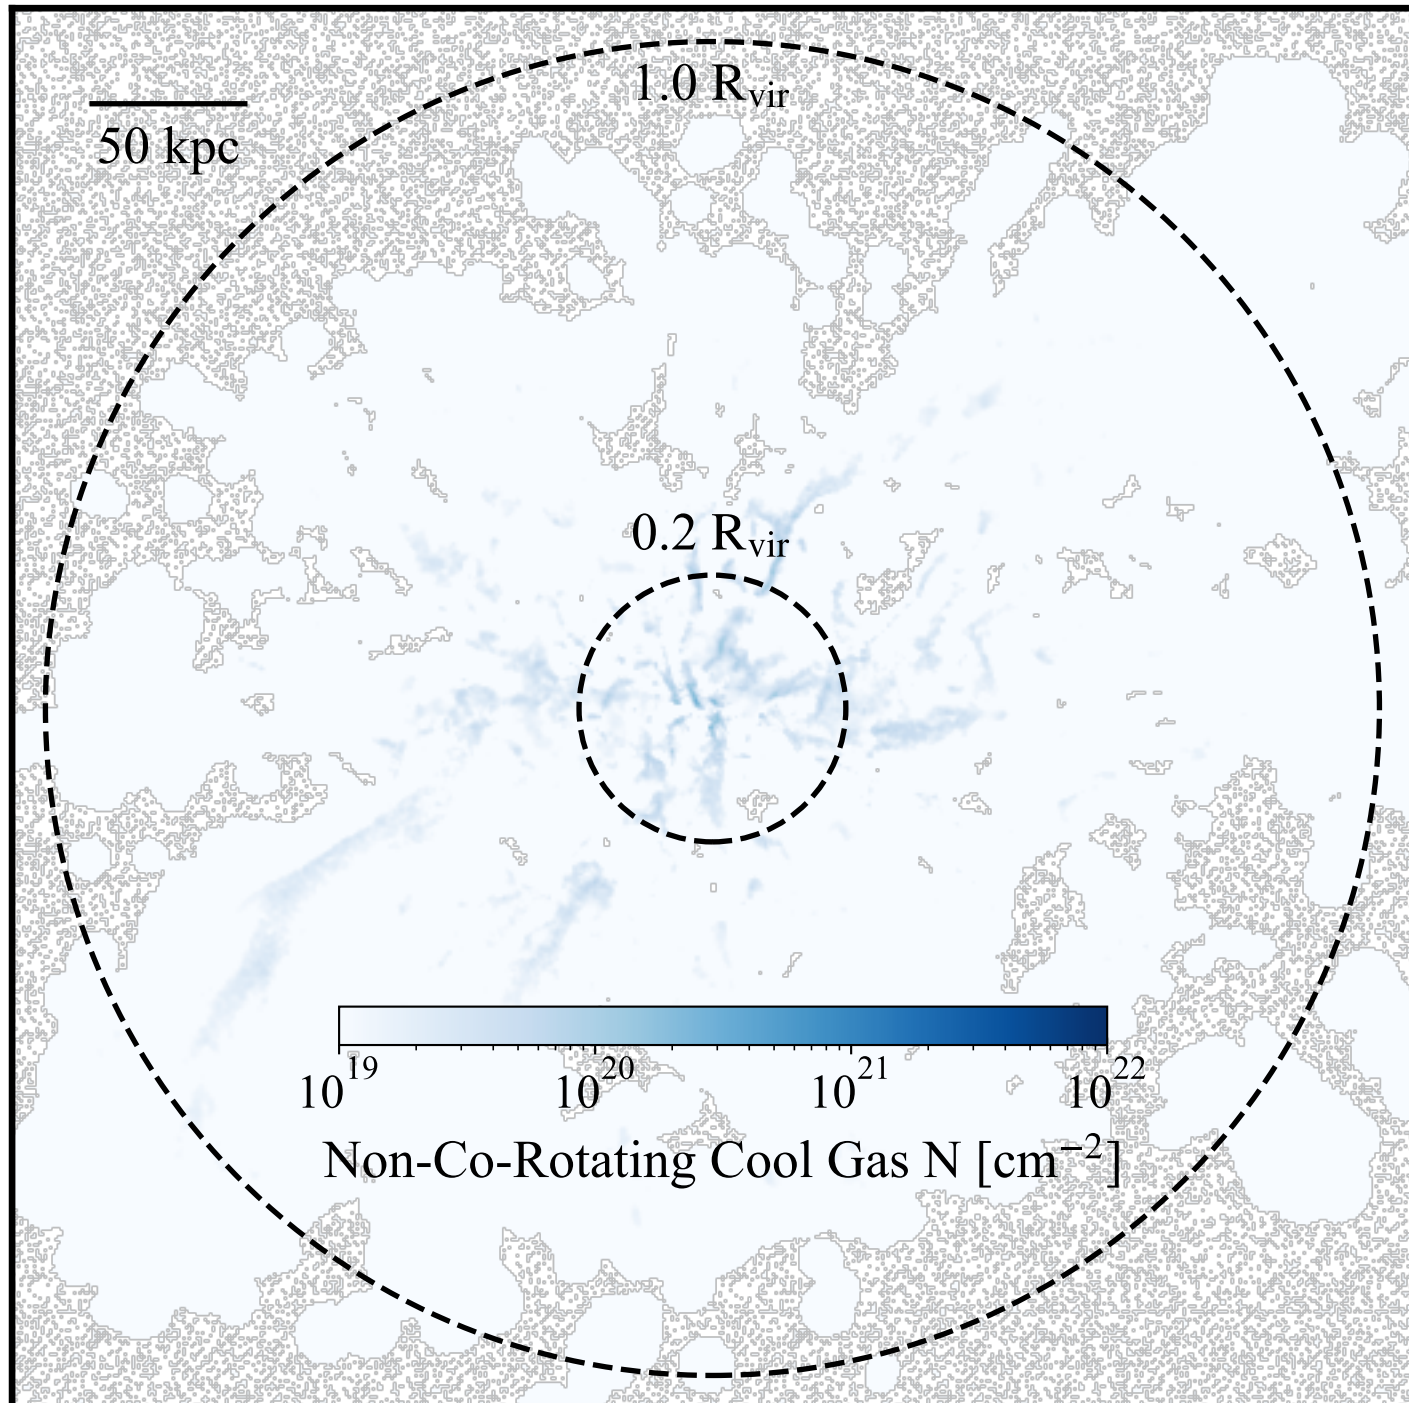 1.0 R_vir
50 kpc
0.2 R_vir
10^19 10^20 10^21 10^22
Non-Co-Rotating Cool Gas N [cm^−2]